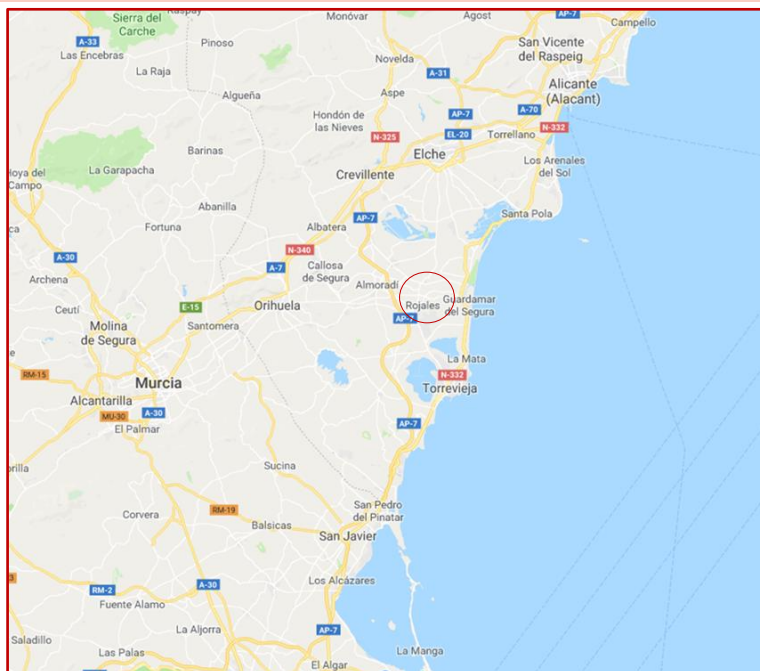 Raspay
Monóvar
Agost
AP-7
Campello
Sierra del
Carche
A-33
Pinoso
San Vicente
del Raspeig
Las Encebras
Novelda
La Raja
A-31
Alicante
(Alacant)
Algueña
Aspe
Hondón de
las Nieves
AP-7
A-70
EL-20
Torrellano
N-332
N-325
Barinas
Elche
Hoya del
Campo
La Garapacha
Crevillente
Los Arenales
del Sol
Abanilla
AP-7
Santa Pola
Fortuna
Albatera
N-340
A-30
A-7
Callosa
de Segura
Archena
Almoradí
Ceutí
E-15
Orihuela
Rojales
Guardamar
del Segura
AP-7
Molina
de Segura
Santomera
La Mata
RM-15
Murcia
N-332
Torrevieja
Alcantarilla
MU-30
A-30
AP-7
El Palmar
Sucina
San Pedro
del Pinatar
Corvera
RM-19
Balsicas
San Javier
Los Alcázares
RM-2
A-30
Fuente Alamo
La Aljorra
AP-7
Saladillo
Las Palas
La Manga
El Algar